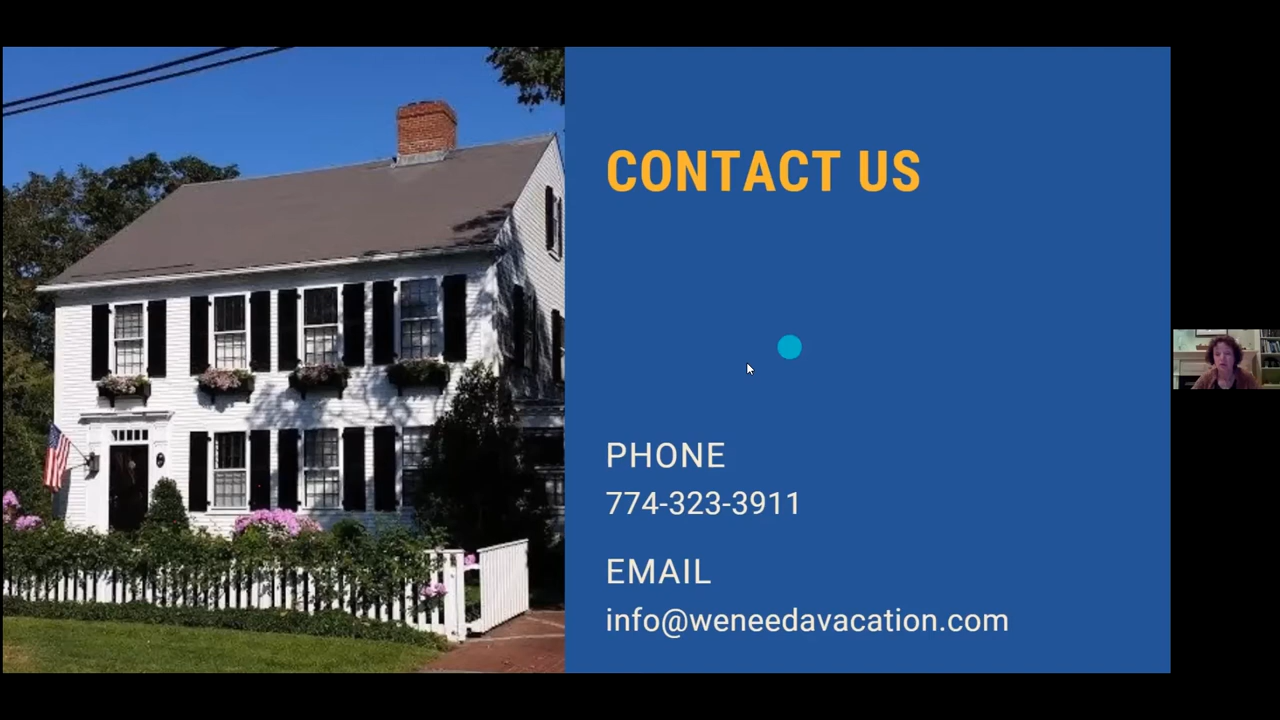 CONTACT US
PHONE
774-323-3911
EMAIL
info@weneedavacation.com